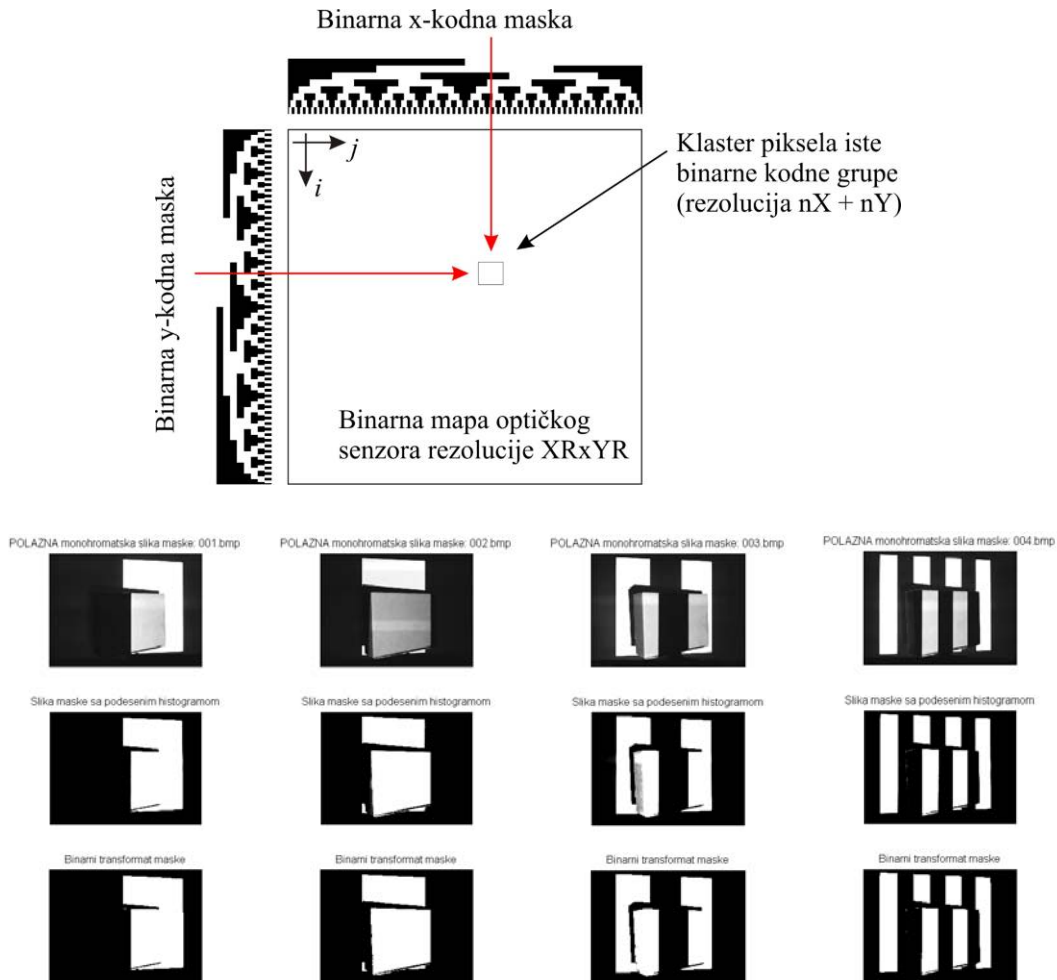 Binarna x-kodna maska
Binarna y-kodna maska
j
i
Klaster piksela iste
binarne kodne grupe
(rezolucija nX + nY)
Binarna mapa optičkog
senzora rezolucije XRxYR
POLAZNA monohromatska slika maske: 001.bmp
POLAZNA monohromatska slika maske: 002.bmp
POLAZNA monohromatska slika maske: 003.bmp
POLAZNA monohromatska slika maske: 004.bmp
Slika maske sa podesenim histogramom
Slika maske sa podesenim histogramom
Slika maske sa podesenim histogramom
Slika maske sa podesenim histogramom
Binarni transformat maske
Binarni transformat maske
Binarni transformat maske
Binarni transformat maske